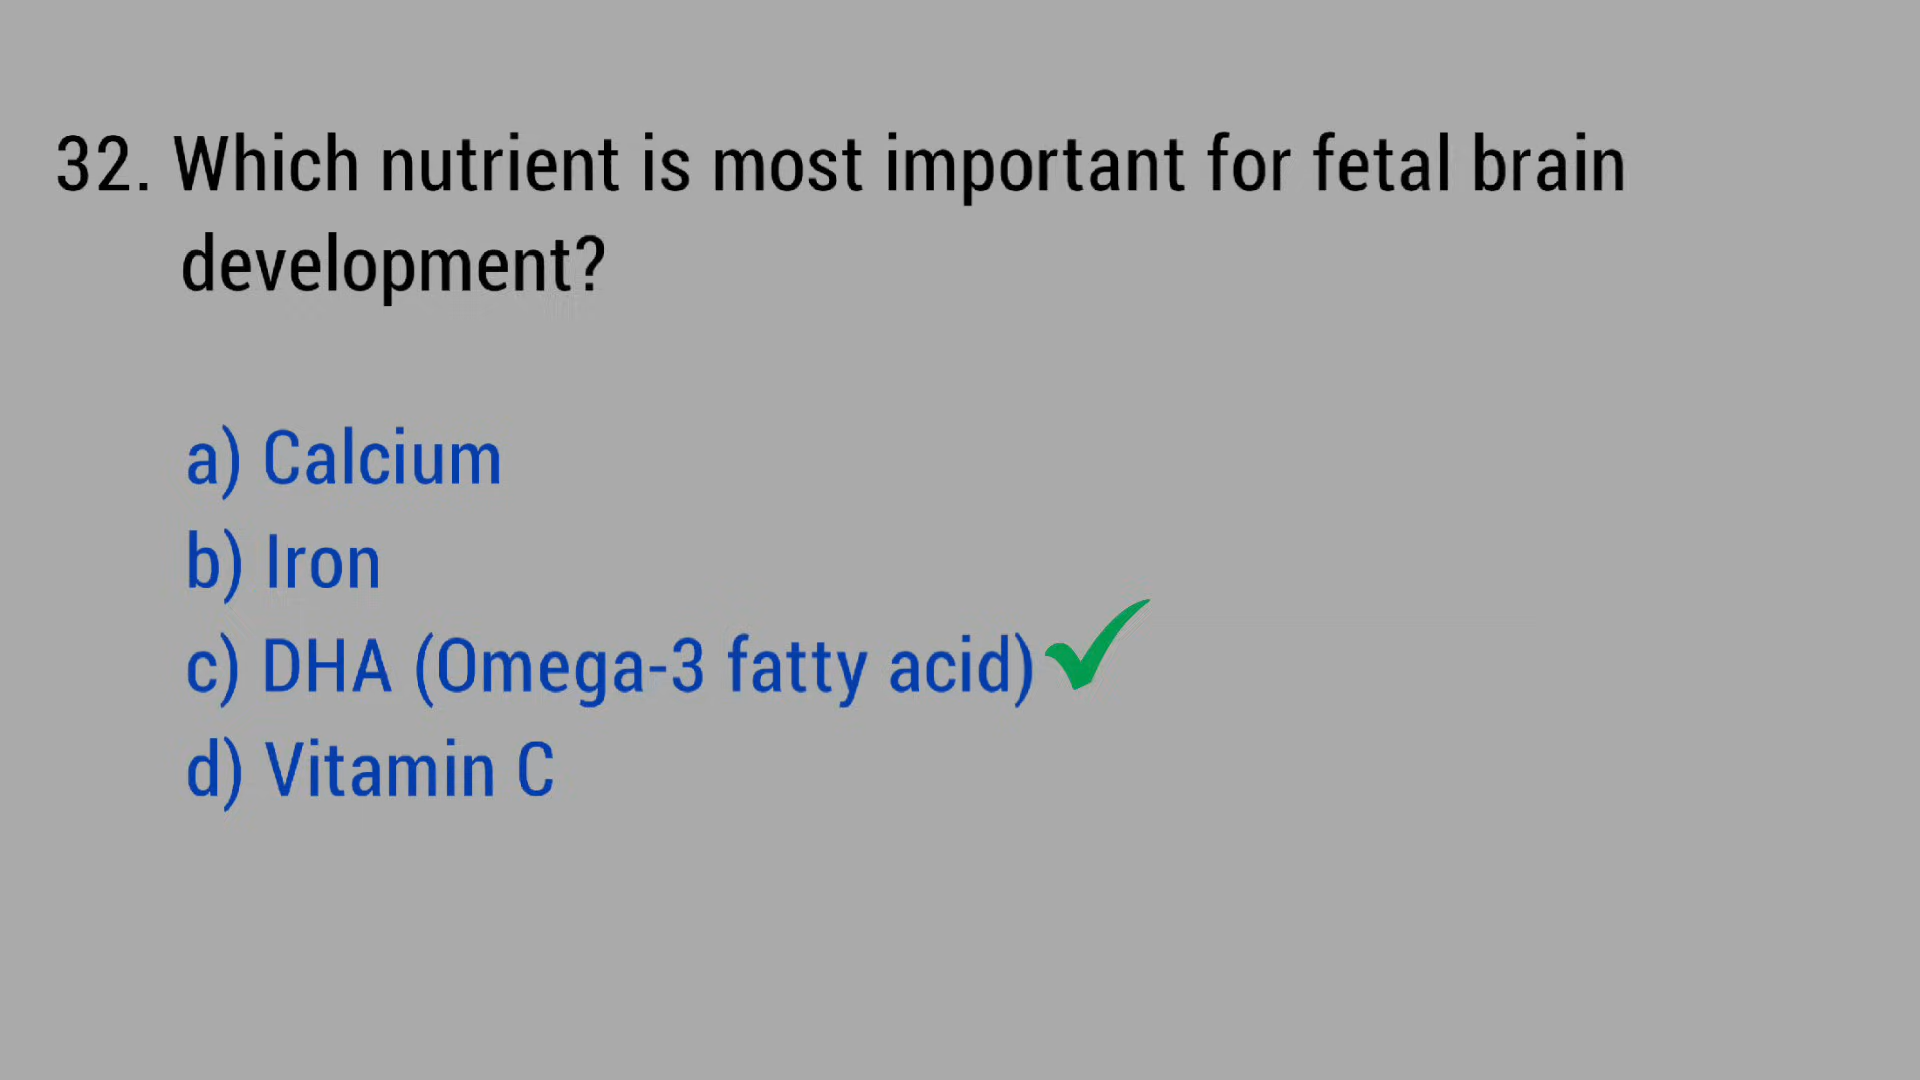 32. Which nutrient is most important for fetal brain
development?
a) Calcium
b) Iron
c) DHA (Omega-3 fatty acid)
d) Vitamin C